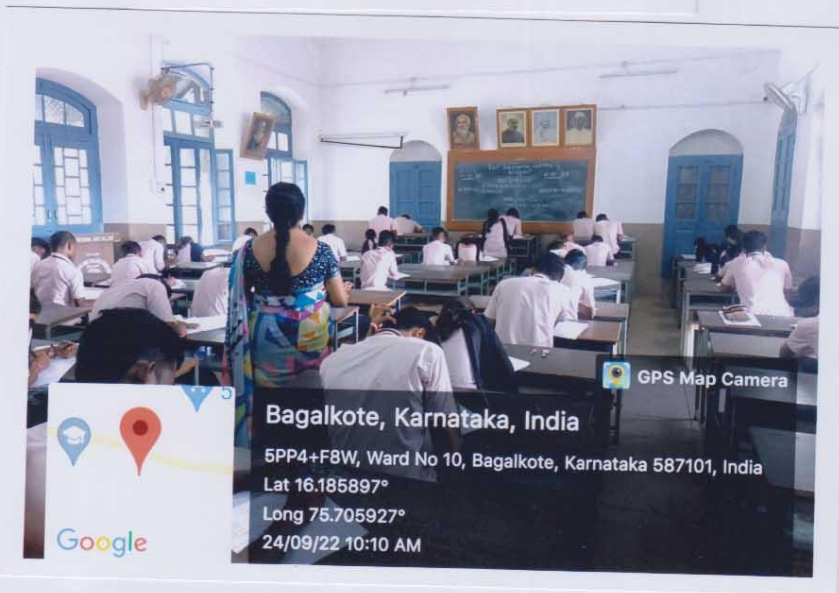 GPS Map Camera
Bagalkote, Karnataka, India
5PP4+F8W, Ward No 10, Bagalkote, Karnataka 587101, India
Lat 16.185897°
Long 75.705927°
24/09/22 10:10 AM
5
Google